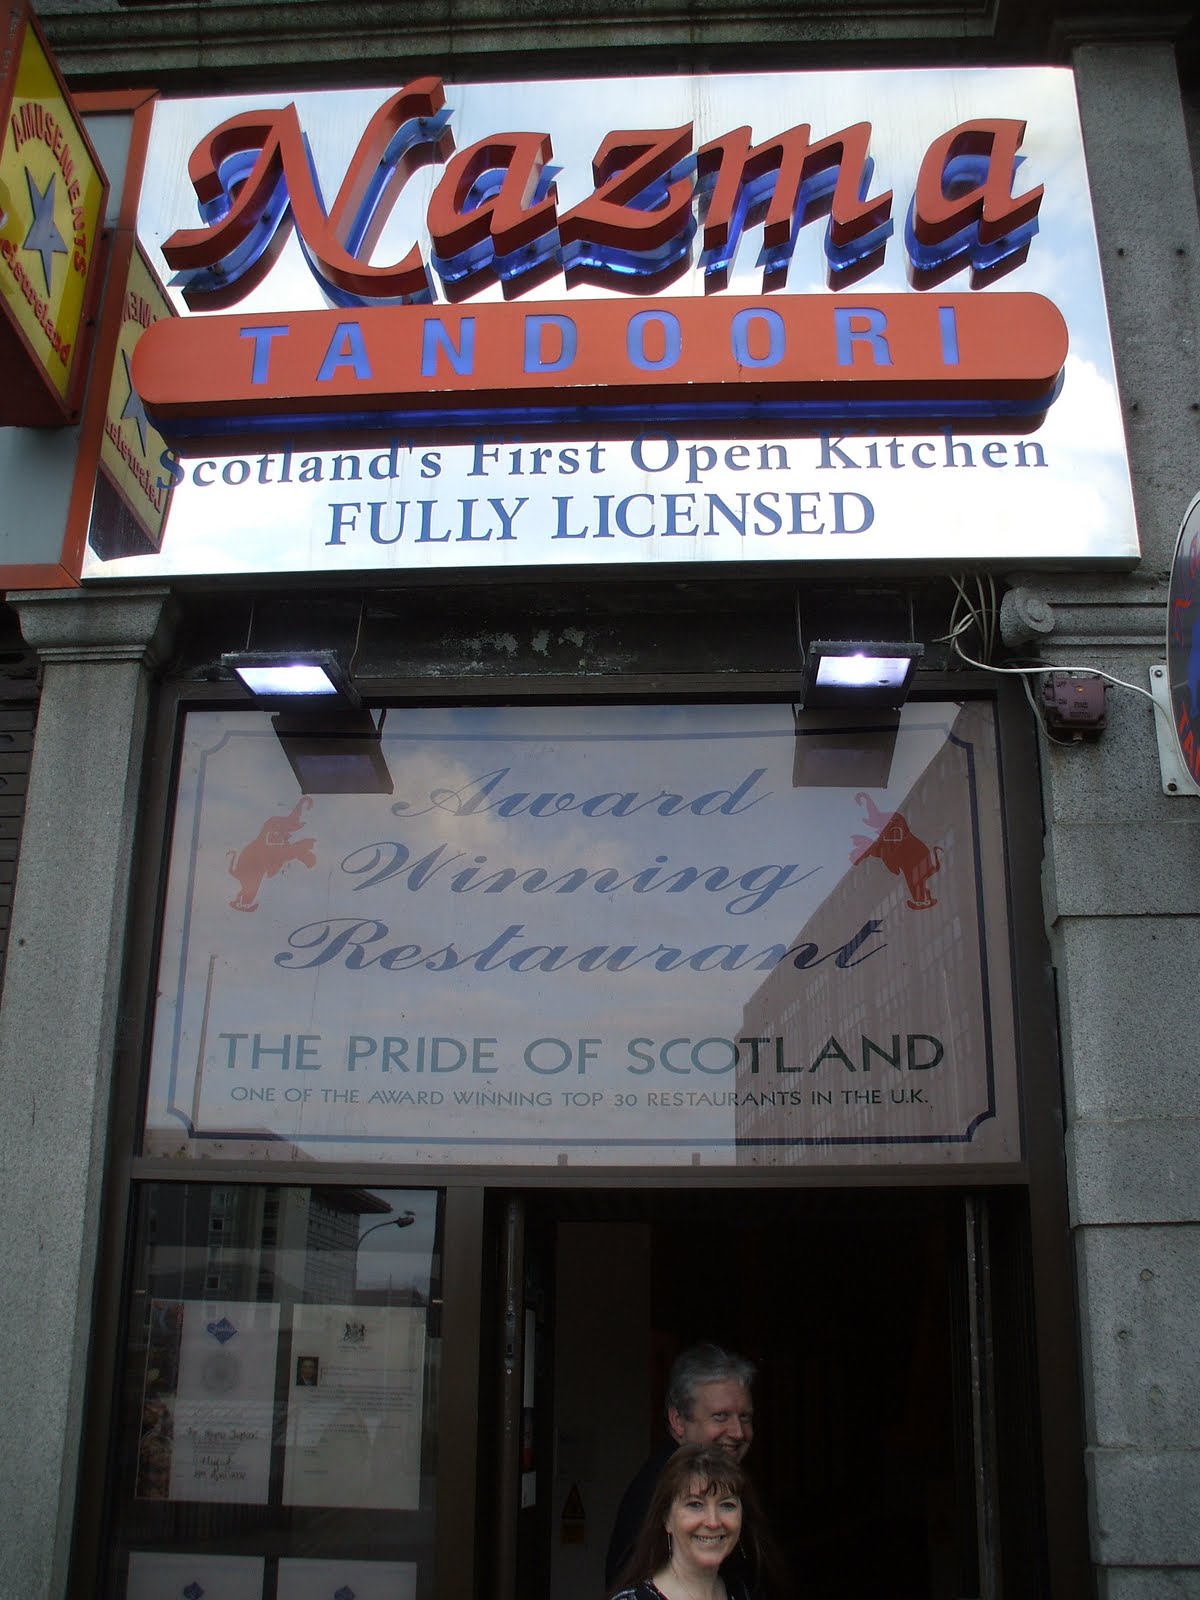 AMUSEMENTS
Leisureland
Nazma
TANDOORI
Scotland's First Open Kitchen
FULLY LICENSED
Award
Winning
Restaurant
THE PRIDE OF SCOTLAND
ONE OF THE AWARD WINNING TOP 30 RESTAURANTS IN THE U.K.